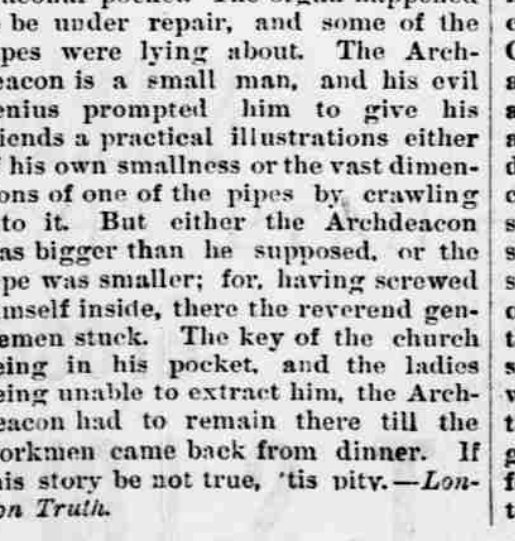 be under repair, and some of the
pes were lying about. The Arch-
eacon is a small man, and his evil
enius prompted him to give his
iends a practical illustrations either
his own smallness or the vast dimen-
ons of one of the pipes by crawling
to it. But either the Archdeacon
as bigger than he supposed, or the
pe was smaller; for, having screwed
mself inside, there the reverend gen-
emen stuck. The key of the church
eing in his pocket, and the ladies
eing unable to extract him, the Arch-
eacon had to remain there till the
orkmen came back from dinner. If
is story be not true, 'tis pity.—Lon-
on Truth.